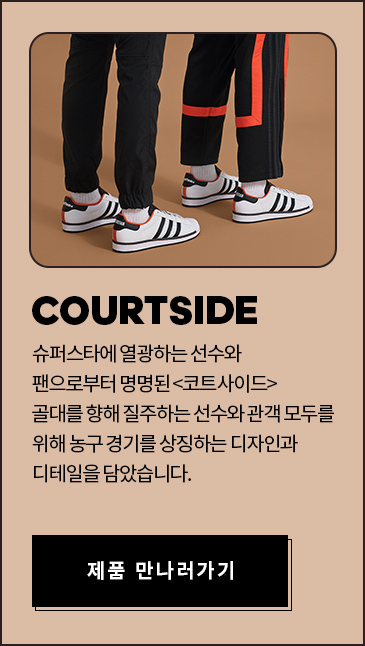 COURTSIDE
슈퍼스타에 열광하는 선수와
팬으로부터 명명된 <코트사이드>
골대를 향해 질주하는 선수와 관객 모두를
위해 농구 경기를 상징하는 디자인과
디테일을 담았습니다.
제품 만나러가기